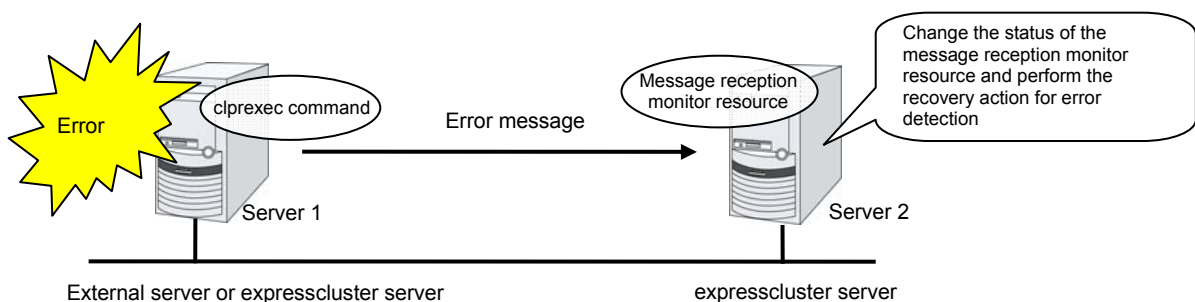 Error
clprexec command
Error message
Message reception
monitor resource
Change the status of the
message reception monitor
resource and perform the
recovery action for error
detection
Server 1
Server 2
External server or expresscluster server
expresscluster server